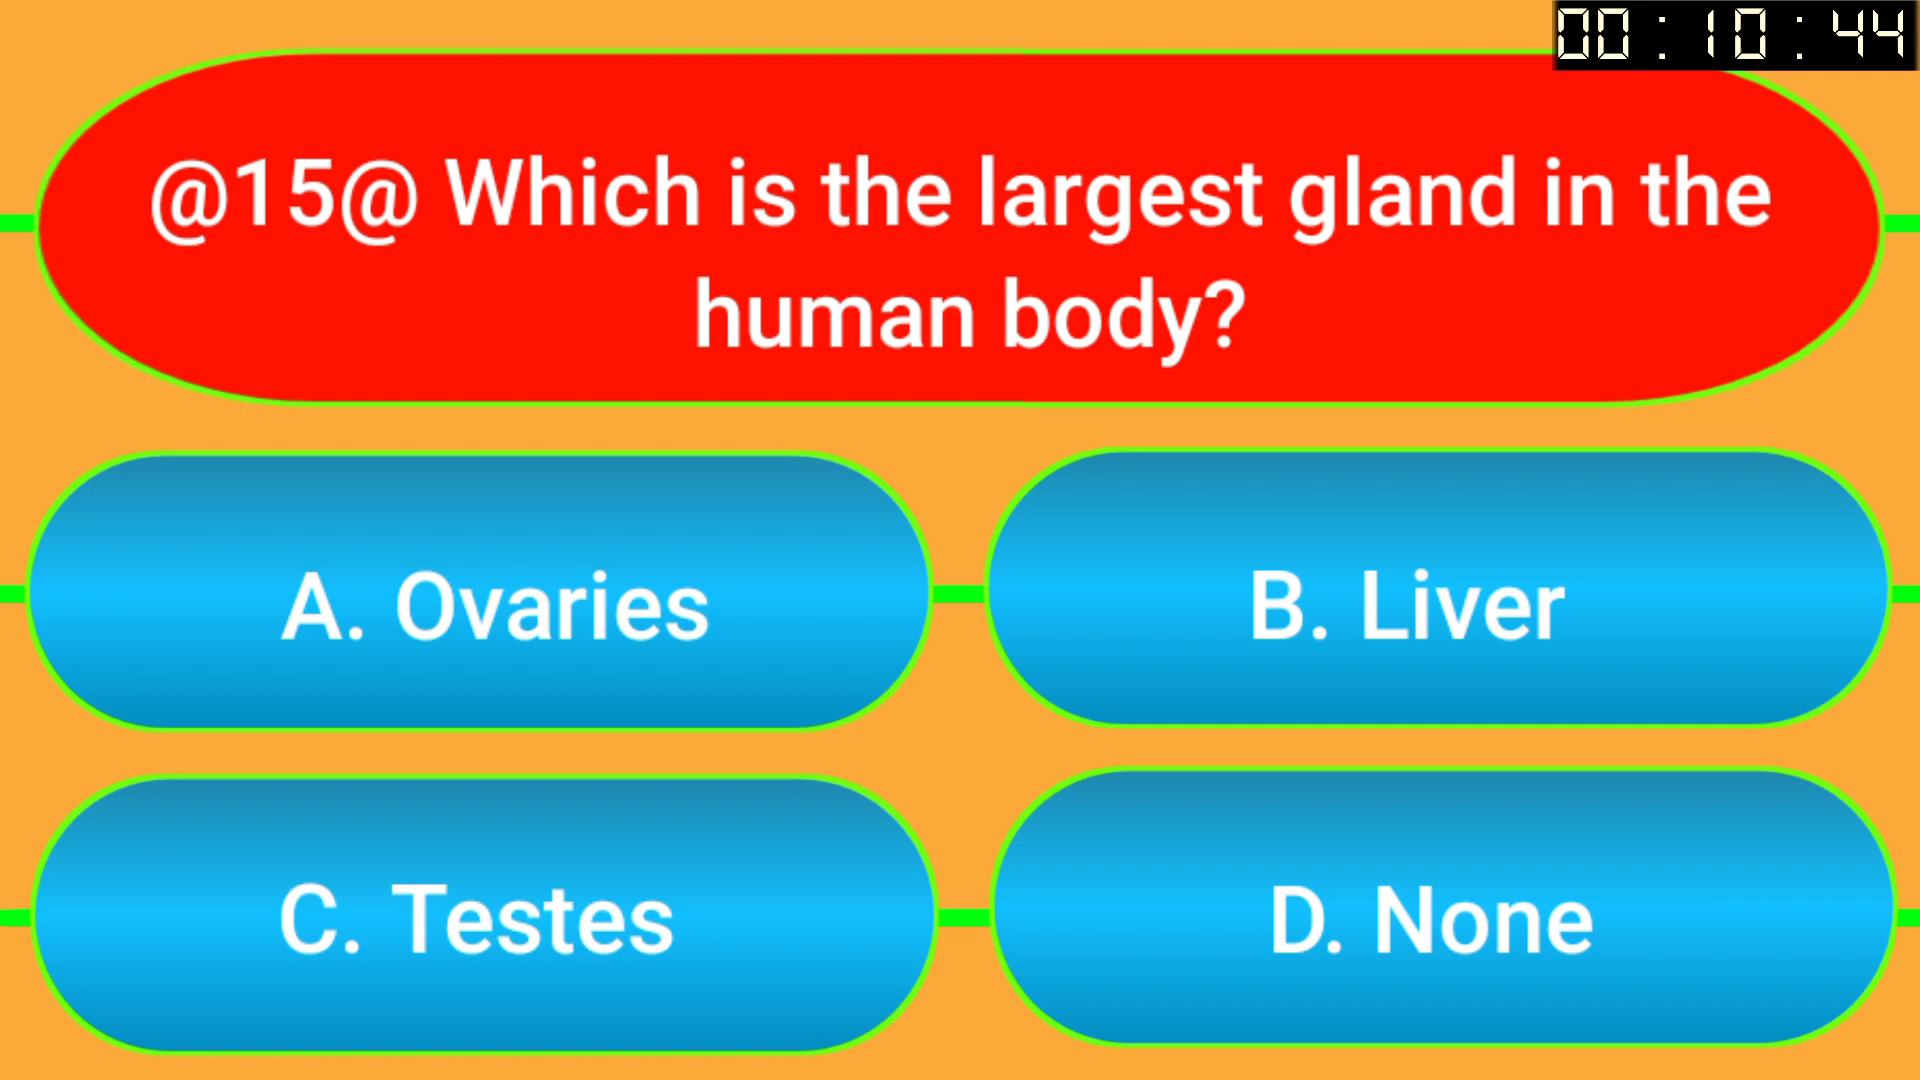 00:10:44
@15@ Which is the largest gland in the
human body?
A. Ovaries
B. Liver
C. Testes
D. None